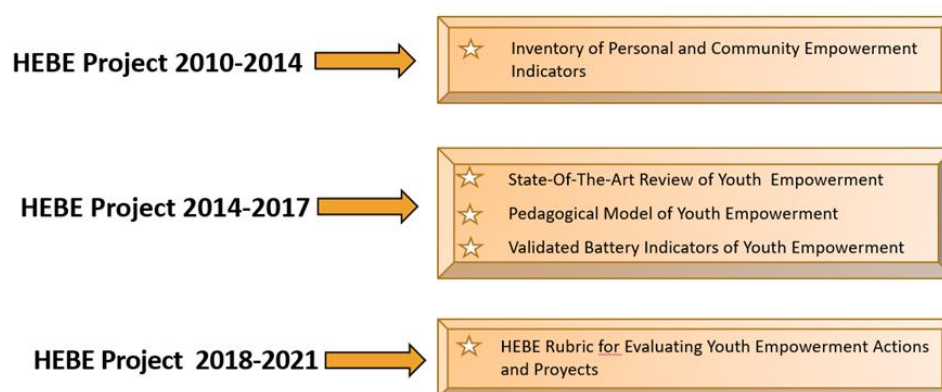 HEBE Project 2010-2014
Inventory of Personal and Community Empowerment
Indicators
HEBE Project 2014-2017
State-Of-The-Art Review of Youth Empowerment
Pedagogical Model of Youth Empowerment
Validated Battery Indicators of Youth Empowerment
HEBE Project 2018-2021
HEBE Rubric for Evaluating Youth Empowerment Actions
and Proyects